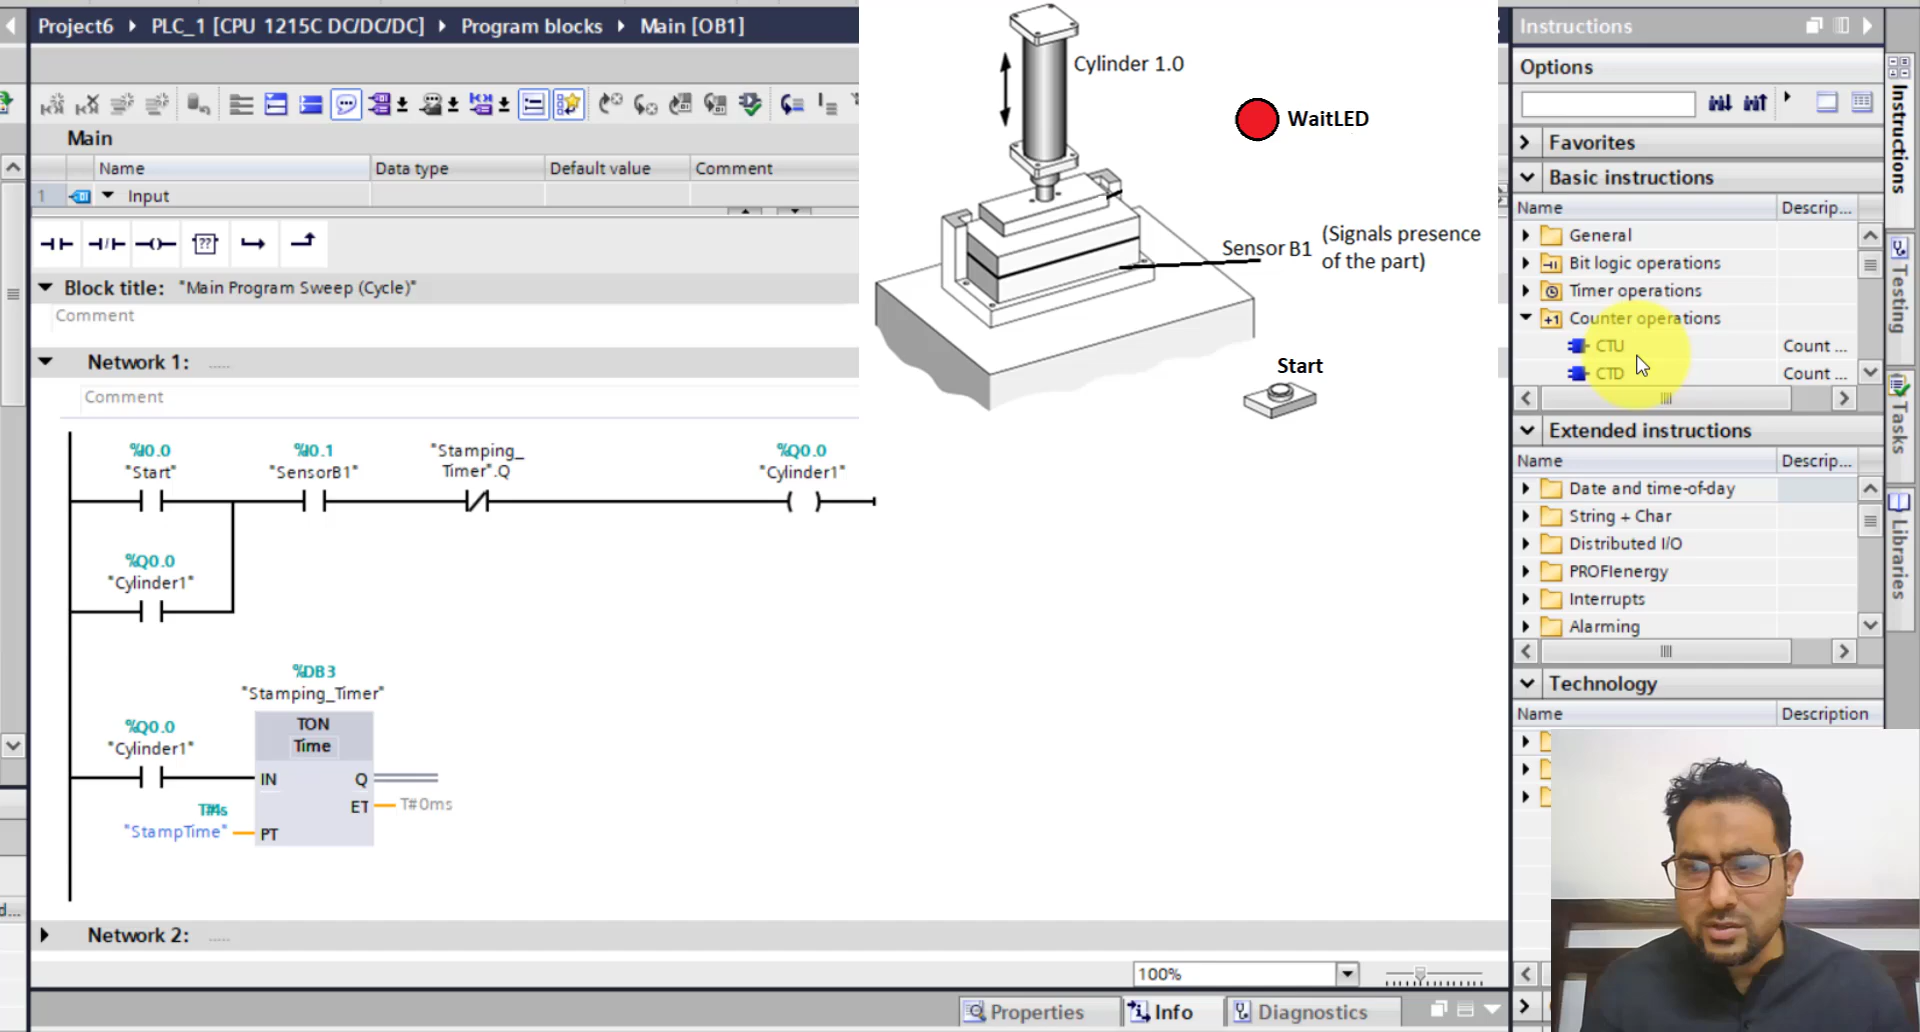 Project6 ▸ PLC_1 [CPU 1215C DC/DC/DC] ▸ Program blocks ▸ Main [OB1]
Main
Name Data type Default value Comment
1 Input
??
Block title: "Main Program Sweep (Cycle)"
Comment
Network 1: .....
Comment
%I0.0
"Start"
%I0.1
"SensorB1"
"Stamping_
Timer".Q
%Q0.0
"Cylinder1"
%Q0.0
"Cylinder1"
%DB3
"Stamping_Timer"
%Q0.0
"Cylinder1"
TON
Time
IN Q
ET T#0ms
T#4s
"StampTime" PT
Network 2: .....
100%
Properties Info Diagnostics
Cylinder 1.0
WaitLED
Sensor B1 (Signals presence
of the part)
Start
Instructions
Options
Favorites
Basic instructions
Name Descrip...
General
Bit logic operations
Timer operations
+1 Counter operations
CTU Count ...
CTD Count ...
Extended instructions
Name Descrip...
Date and time-of-day
String + Char
Distributed I/O
PROFIenergy
Interrupts
Alarming
Technology
Name Description
Instructions
Testing
Tasks
Libraries
d...